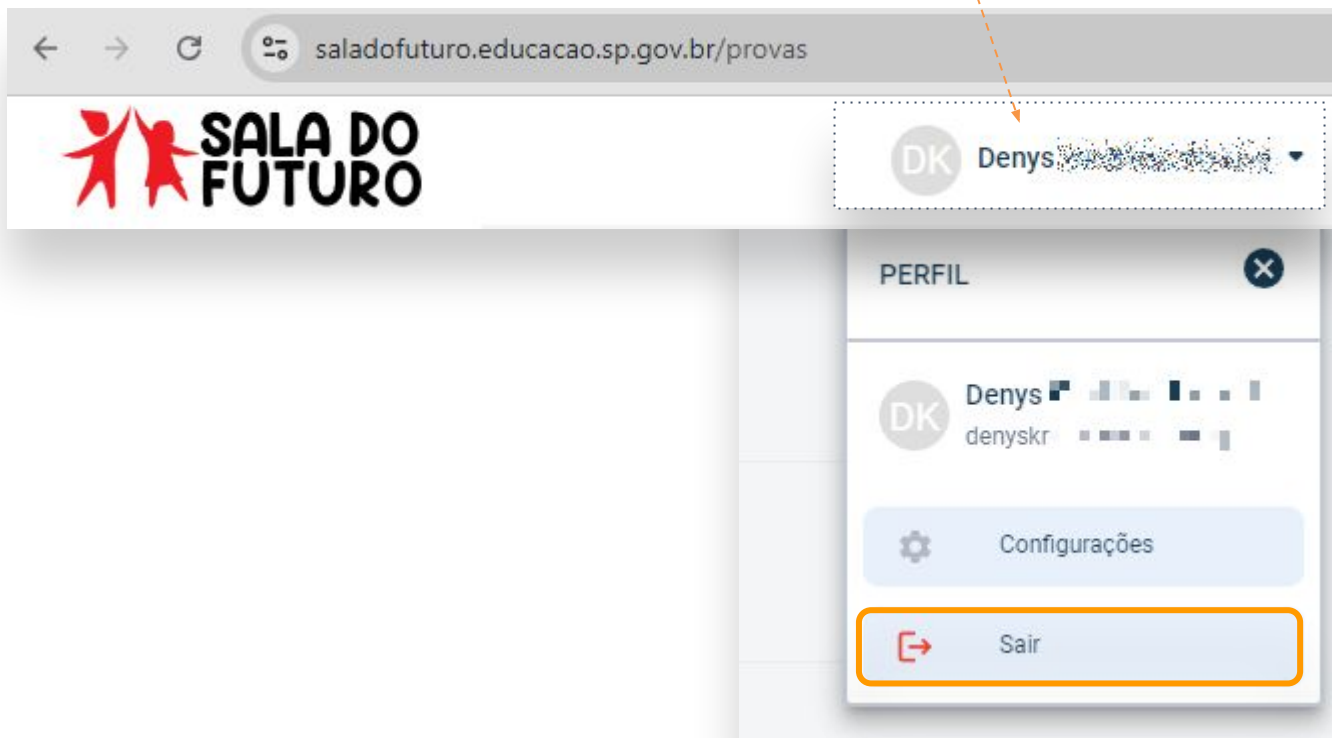 saladofuturo.educacao.sp.gov.br/provas
SALA DO
FUTURO
DK Denys
PERFIL
DK Denys
denyskr
Configurações
Sair